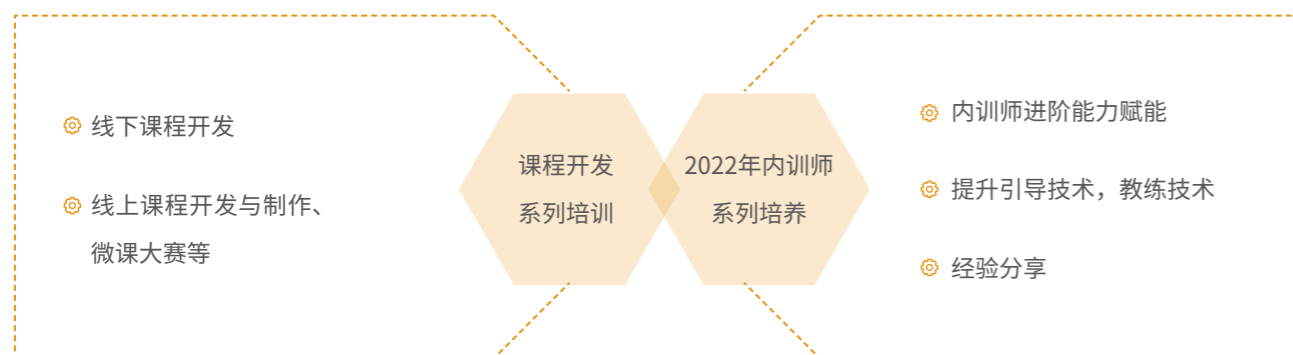 线下课程开发
线上课程开发与制作、
微课大赛等
课程开发
系列培训
2022年内训师
系列培养
内训师进阶能力赋能
提升引导技术，教练技术
经验分享